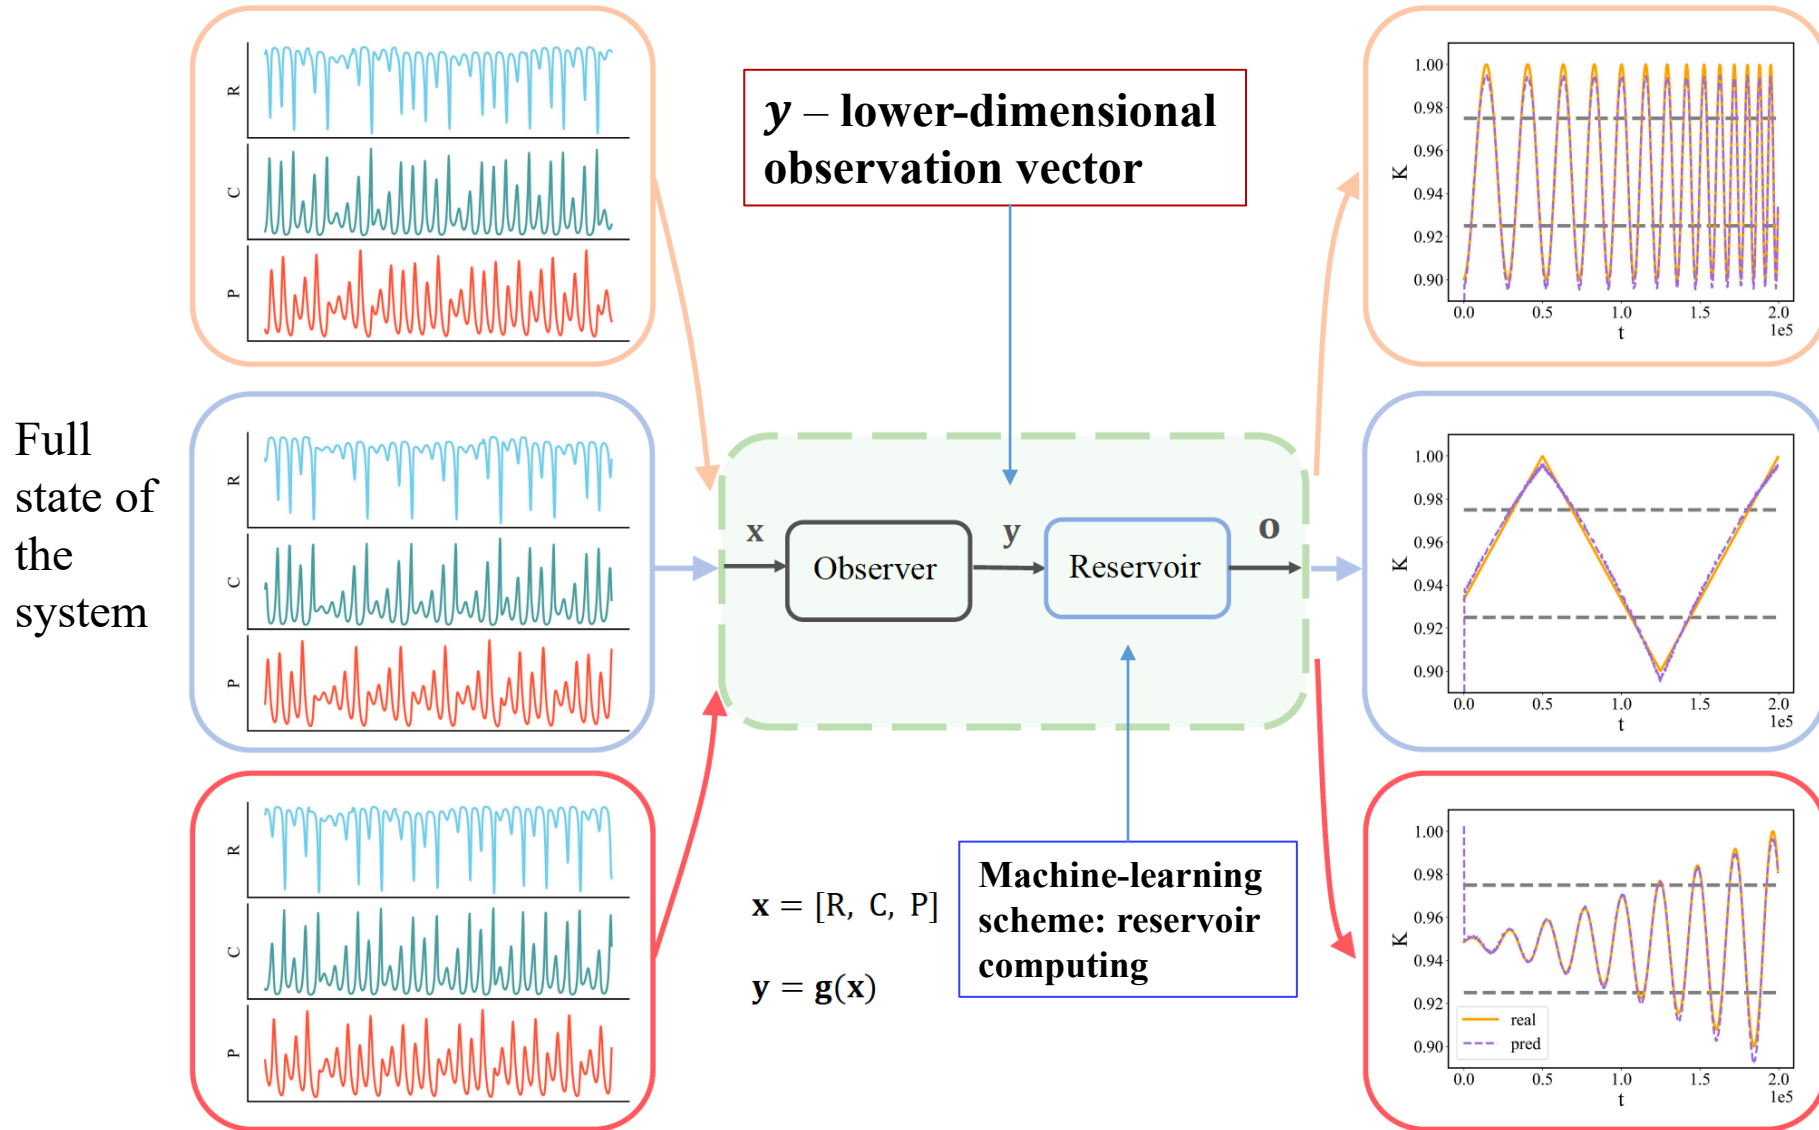 Full
state of
the
system
R
C
P
R
C
P
R
C
P
y – lower-dimensional
observation vector
x
Observer
y
Reservoir
o
x = [R, C, P]
y = g(x)
Machine-learning
scheme: reservoir
computing
1.00
0.98
0.96
0.94
0.92
0.90
K
0.0 0.5 1.0 1.5 2.0
t 1e5
1.00
0.98
0.96
0.94
0.92
0.90
K
0.0 0.5 1.0 1.5 2.0
t 1e5
1.00
0.98
0.96
0.94
0.92
0.90
K
real
pred
0.0 0.5 1.0 1.5 2.0
t 1e5